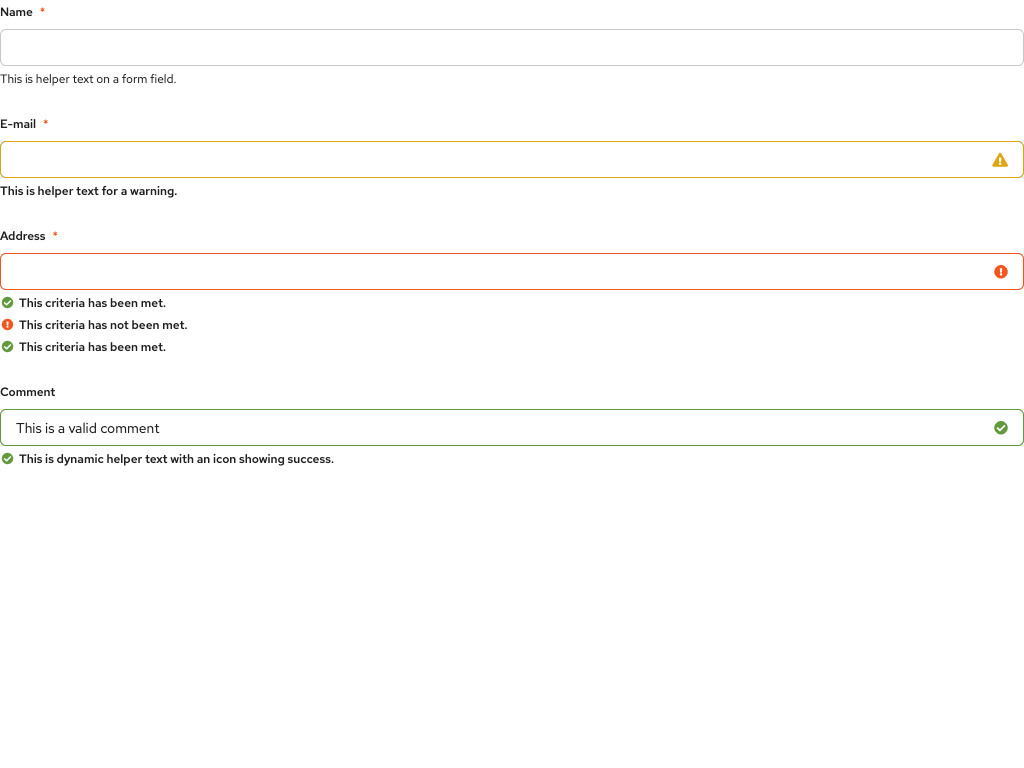 Name *
This is helper text on a form field.
E-mail *
This is helper text for a warning.
Address *
This criteria has been met.
This criteria has not been met.
This criteria has been met.
Comment
This is a valid comment
This is dynamic helper text with an icon showing success.